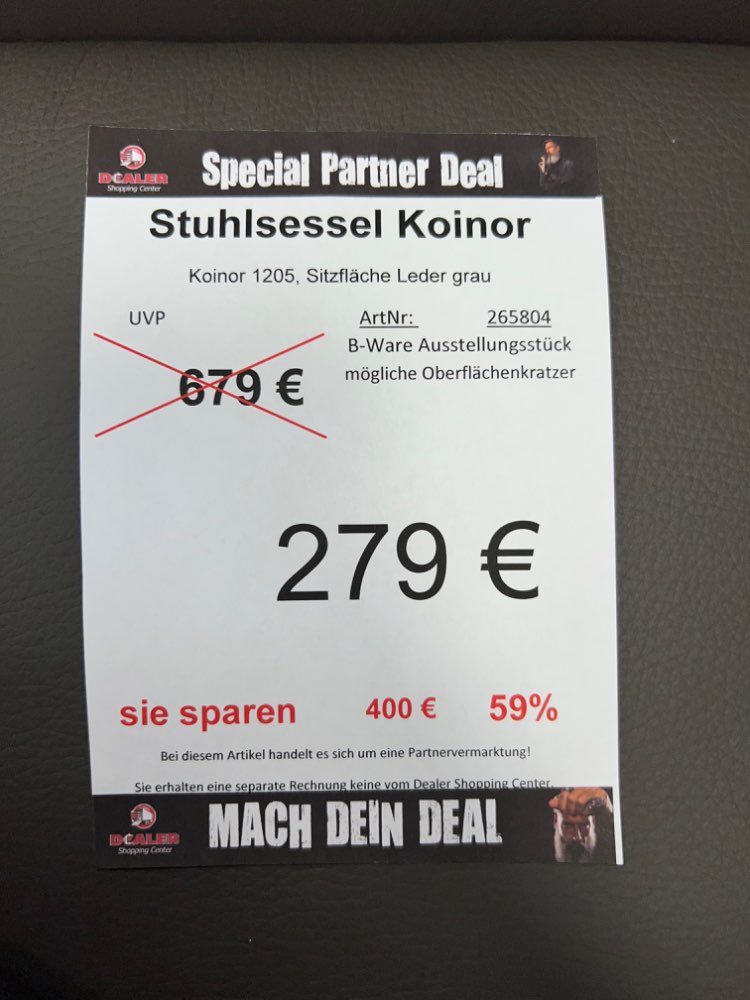 DEALER
Shopping Center
Special Partner Deal
Stuhlsessel Koinor
Koinor 1205, Sitzfläche Leder grau
UVP
ArtNr: 265804
B-Ware Ausstellungsstück
679 €
mögliche Oberflächenkratzer
279 €
sie sparen 400 € 59%
Bei diesem Artikel handelt es sich um eine Partnervermarktung!
Sie erhalten eine separate Rechnung keine vom Dealer Shopping Center
DEALER
Shopping Center
MACH DEIN DEAL